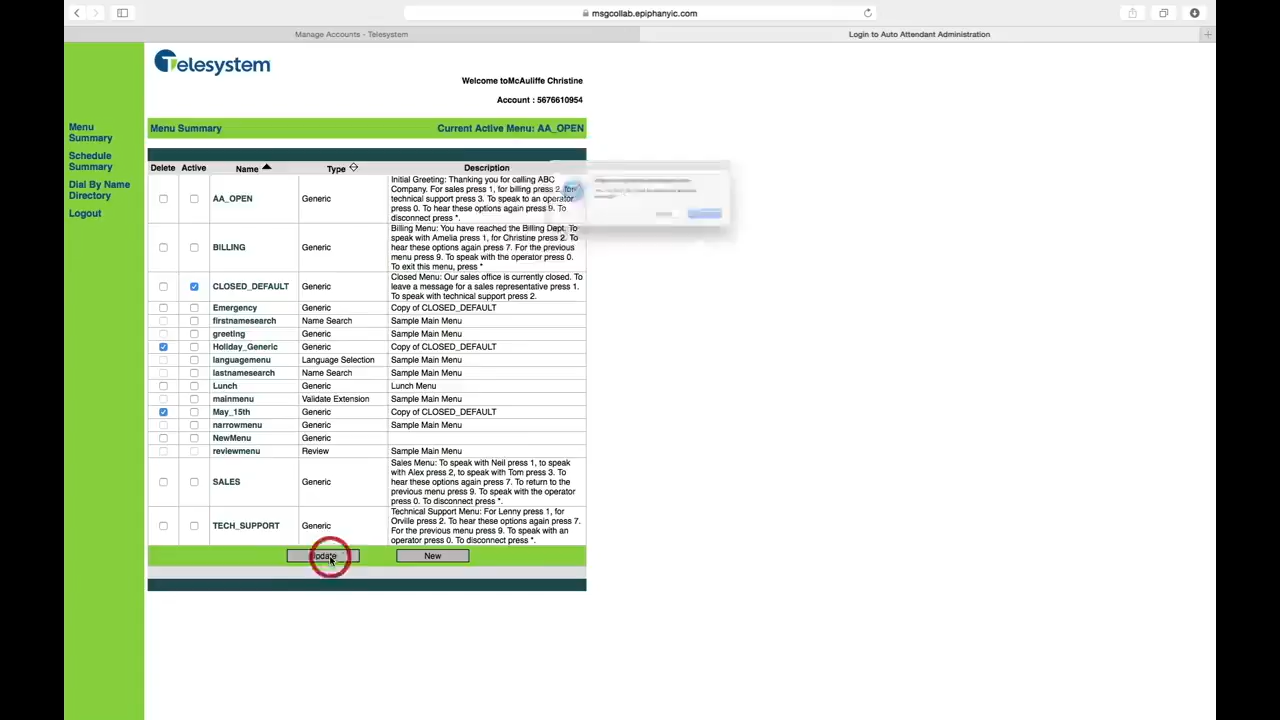 msgcollab.epiphanyic.com
Manage Accounts - Telesystem
Login to Auto Attendant Administration
Telesystem
Welcome toMcAuliffe Christine
Account : 5676610954
Menu
Summary
Schedule
Summary
Dial By Name
Directory
Logout
Menu Summary Current Active Menu: AA_OPEN
Delete Active Name Type Description
AA_OPEN Generic
Initial Greeting: Thanking you for calling ABC
Company. For sales press 1, for billing press 2, for
technical support press 3. To speak to an operator
press 0. To hear these options again press 9. To
disconnect press *.
BILLING Generic
Billing Menu: You have reached the Billing Dept. To
speak with Amelia press 1, for Christine press 2. To
hear these options again press 7. For the previous
menu press 9. To speak with the operator press 0.
To exit this menu, press *
CLOSED_DEFAULT Generic
Closed Menu: Our sales office is currently closed. To
leave a message for a sales representative press 1.
To speak with technical support press 2.
Emergency Generic Copy of CLOSED_DEFAULT
firstnamesearch Name Search Sample Main Menu
greeting Generic Sample Main Menu
Holiday_Generic Generic Copy of CLOSED_DEFAULT
languagemenu Language Selection Sample Main Menu
lastnamesearch Name Search Sample Main Menu
Lunch Generic Lunch Menu
mainmenu Validate Extension Sample Main Menu
May_15th Generic Copy of CLOSED_DEFAULT
narrowmenu Generic Sample Main Menu
NewMenu Generic
reviewmenu Review Sample Main Menu
SALES Generic
Sales Menu: To speak with Neil press 1, to speak
with Alex press 2, to speak with Tom press 3. To
hear these options again press 7. To return to the
previous menu press 9. To speak with the operator
press 0. To disconnect press *.
TECH_SUPPORT Generic
Technical Support Menu: For Lenny press 1, for
Orville press 2. To hear these options again press 7.
For the previous menu press 9. To speak with an
operator press 0. To disconnect press *.
Update New